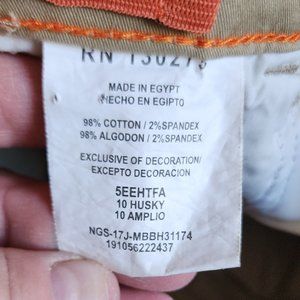 RN 13027
MADE IN EGYPT
HECHO EN EGIPTO
98% COTTON / 2%SPANDEX
98% ALGODON / 2%SPANDEX
EXCLUSIVE OF DECORATION/
EXCEPTO DECORACION
5EEHTFA
10 HUSKY
10 AMPLIO
NGS-17J-MBBH31174
191056222437